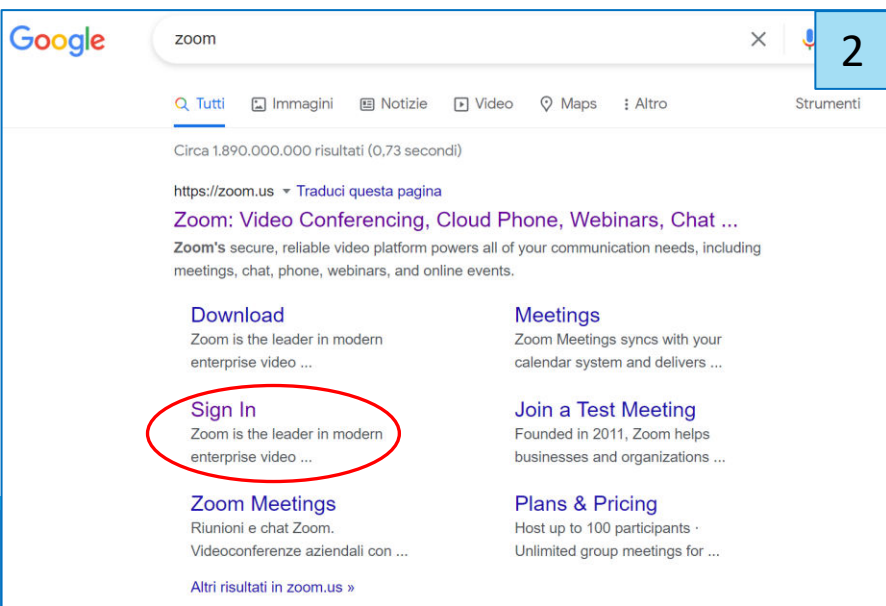 Google
zoom
2
Tutti
Immagini
Notizie
Video
Maps
Altro
Strumenti
Circa 1.890.000.000 risultati (0,73 secondi)
https://zoom.us
Traduci questa pagina
Zoom: Video Conferencing, Cloud Phone, Webinars, Chat ...
Zoom's secure, reliable video platform powers all of your communication needs, including
meetings, chat, phone, webinars, and online events.
Download
Zoom is the leader in modern
enterprise video ...
Meetings
Zoom Meetings syncs with your
calendar system and delivers ...
Sign In
Zoom is the leader in modern
enterprise video ...
Join a Test Meeting
Founded in 2011, Zoom helps
businesses and organizations ...
Zoom Meetings
Riunioni e chat Zoom.
Videoconferenze aziendali con ...
Plans & Pricing
Host up to 100 participants ·
Unlimited group meetings for ...
Altri risultati in zoom.us »